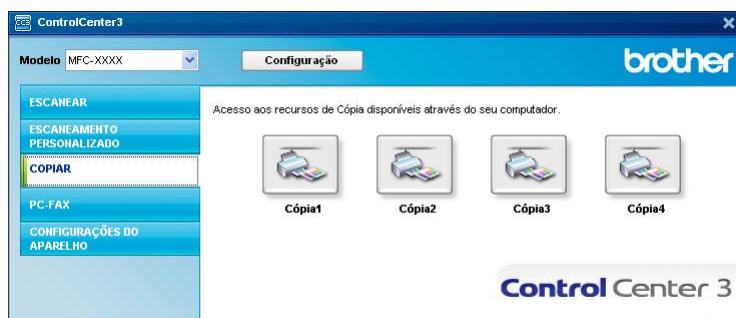 CC3 ControlCenter3
Modelo MFC-XXXX Configuração brother
ESCANEAR
ESCANEAMENTO
PERSONALIZADO
COPIAR
PC-FAX
CONFIGURAÇÕES DO
APARELHO
Acesso aos recursos de Cópia disponíveis através do seu computador.
Cópia1 Cópia2 Cópia3 Cópia4
Control Center 3